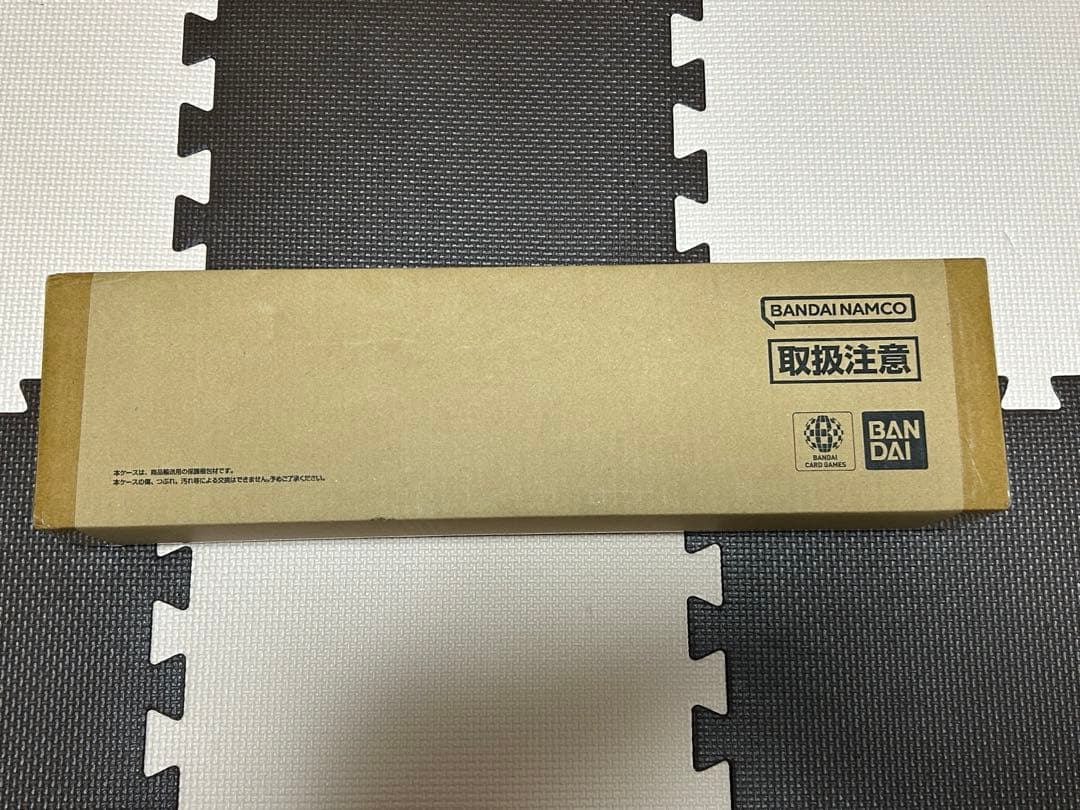 BANDAI NAMCO
取扱注意
BANDAI
CARD GAMES
BAN
DAI
本ケースは、商品輸送用の保護梱包材です。
本ケースの傷、つぶれ、汚れ等による交換はできません。予めご了承ください。